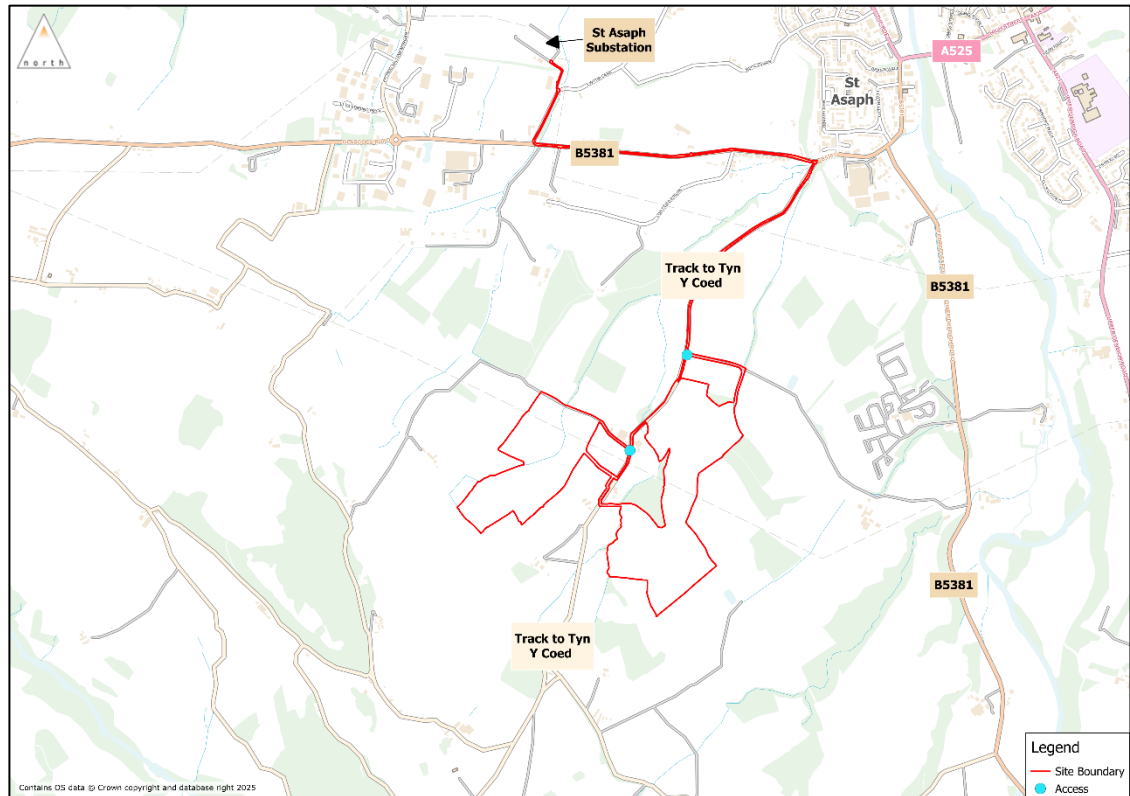 north
St Asaph
Substation
A525
St
Asaph
B5381
Track to Tyn
Y Coed
B5381
B5381
Track to Tyn
Y Coed
Legend
Site Boundary
Access
Contains OS data © Crown copyright and database right 2025